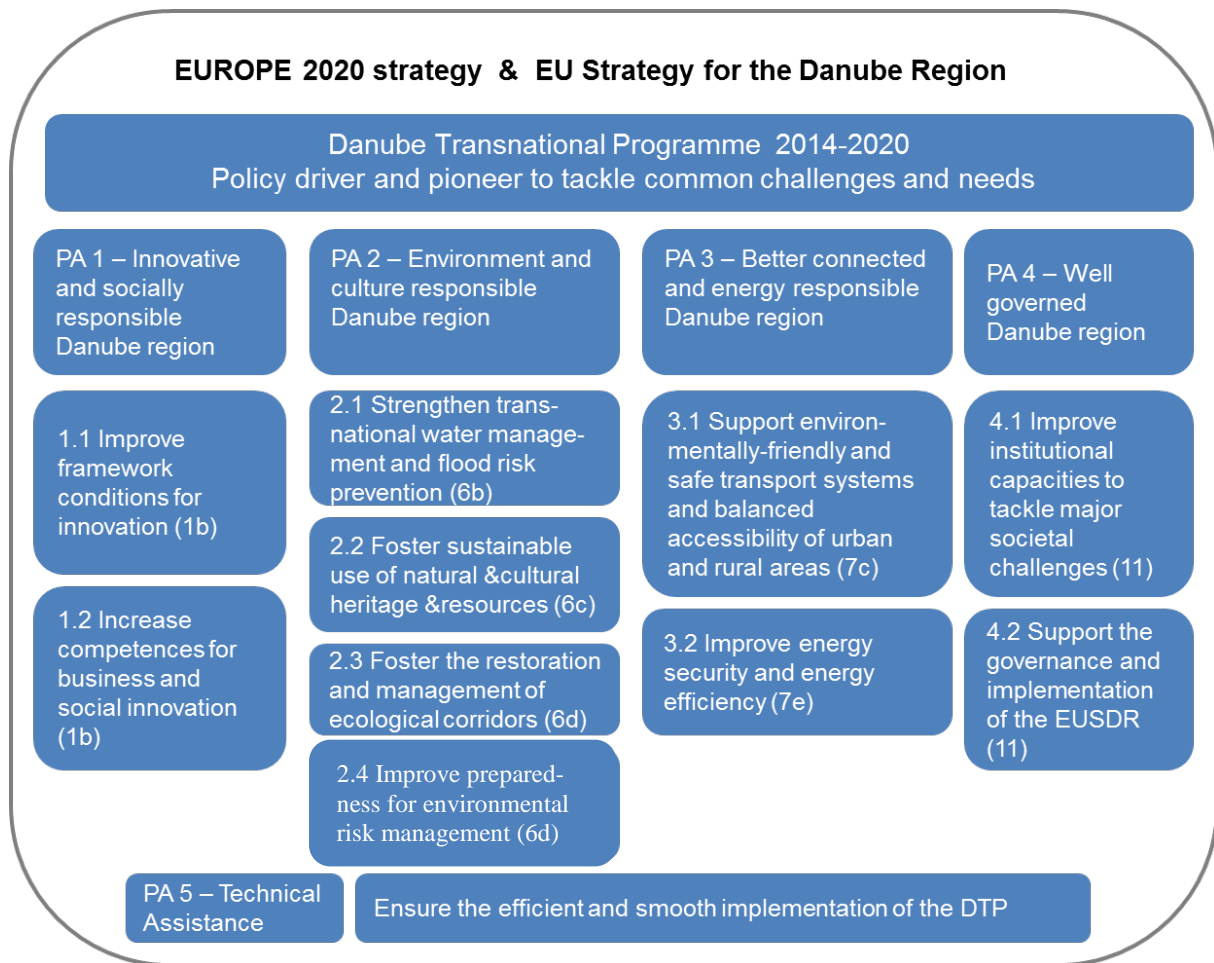 EUROPE 2020 strategy & EU Strategy for the Danube Region
Danube Transnational Programme 2014-2020
Policy driver and pioneer to tackle common challenges and needs
PA 1 – Innovative
and socially
responsible
Danube region
PA 2 – Environment and
culture responsible
Danube region
PA 3 – Better connected
and energy responsible
Danube region
PA 4 – Well
governed
Danube region
1.1 Improve
framework
conditions for
innovation (1b)
1.2 Increase
competences for
business and
social innovation
(1b)
2.1 Strengthen trans-
national water manage-
ment and flood risk
prevention (6b)
2.2 Foster sustainable
use of natural &cultural
heritage &resources (6c)
2.3 Foster the restoration
and management of
ecological corridors (6d)
2.4 Improve prepared-
ness for environmental
risk management (6d)
3.1 Support environ-
mentally-friendly and
safe transport systems
and balanced
accessibility of urban
and rural areas (7c)
3.2 Improve energy
security and energy
efficiency (7e)
4.1 Improve
institutional
capacities to
tackle major
societal
challenges (11)
4.2 Support the
governance and
implementation
of the EUSDR
(11)
PA 5 – Technical
Assistance
Ensure the efficient and smooth implementation of the DTP